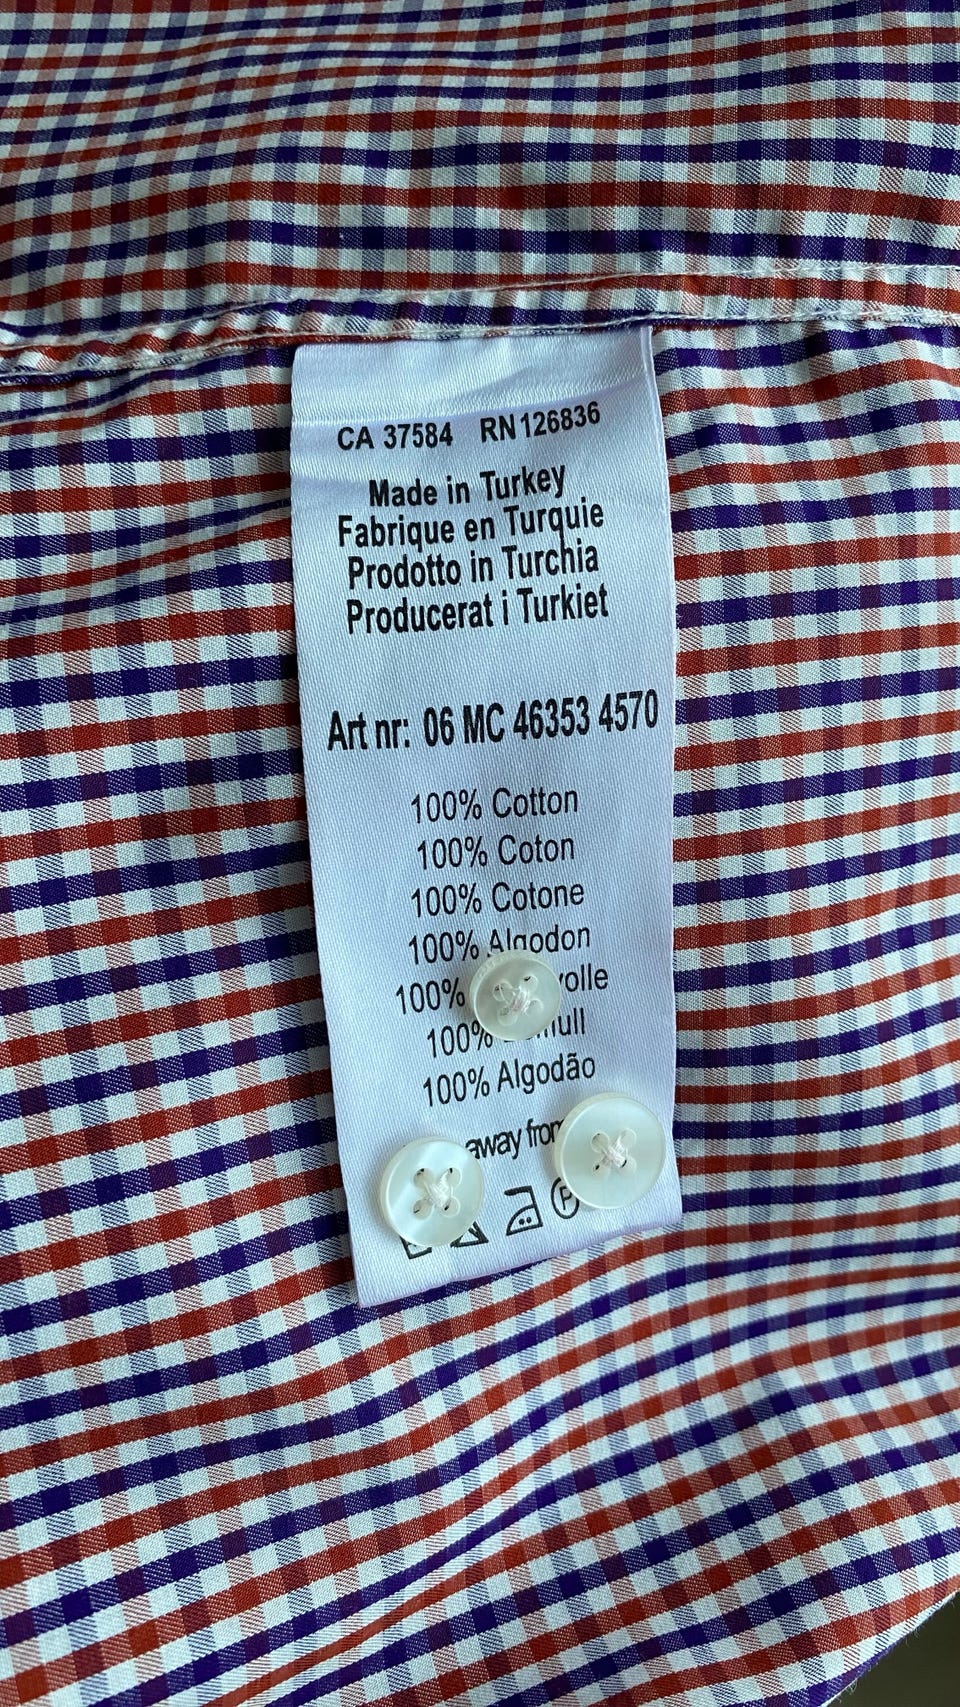 CA 37584 RN 126836
Made in Turkey
Fabrique en Turquie
Prodotto in Turchia
Producerat i Turkiet
Art nr: 06 MC 46353 4570
100% Cotton
100% Coton
100% Cotone
100% Algodon
100%
100%
100% Algodão
away from
P